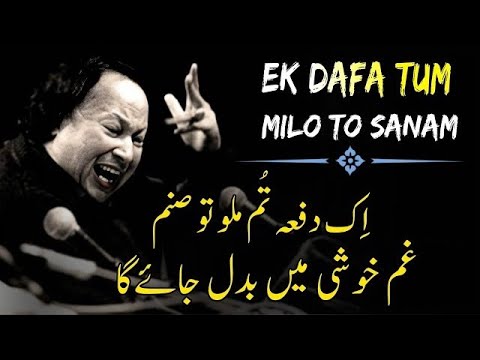 EK DAFA TUM
MILO TO SANAM
اِک دفعہ تُم ملو تو صنم
غم خوشی میں بدل جائے گا